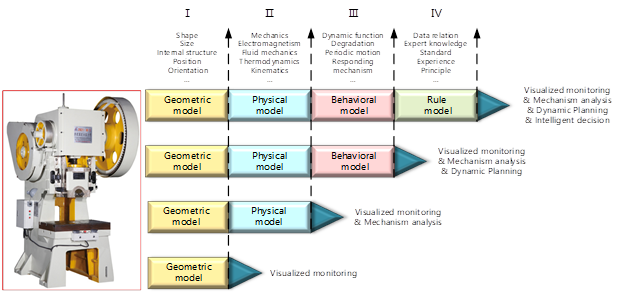 I II III IV
Shape
Size
Internal structure
Position
Orientation
...
Mechanics
Electromagnetism
Fluid mechanics
Thermodynamics
Kinematics
...
Dynamic function
Degradation
Periodic motion
Responding
mechanism
...
Data relation
Expert knowledge
Standard
Experience
Principle
...
Geometric
model
Physical
model
Behavioral
model
Rule
model
Visualized monitoring
& Mechanism analysis
& Dynamic Planning
& Intelligent decision
Geometric
model
Physical
model
Behavioral
model
Visualized monitoring
& Mechanism analysis
& Dynamic Planning
Geometric
model
Physical
model
Visualized monitoring
& Mechanism analysis
Geometric
model
Visualized monitoring